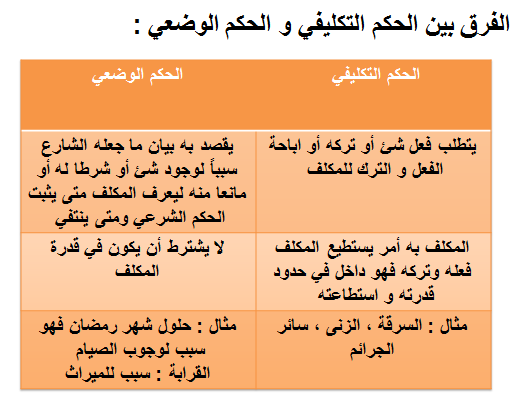 الفرق بين الحكم التكليفي و الحكم الوضعي :
الحكم التكليفي
الحكم الوضعي
يتطلب فعل شئ أو تركه أو اباحة
الفعل و الترك للمكلف
يقصد به بيان ما جعله الشارع
سبباً لوجود شئ أو شرطا له أو
مانعا منه ليعرف المكلف متى يثبت
الحكم الشرعي ومتى ينتفي
المكلف به أمر يستطيع المكلف
فعله وتركه فهو داخل في حدود
قدرته و استطاعته
لا يشترط أن يكون في قدرة
المكلف
مثال : السرقة ، الزنى ، سائر
الجرائم
مثال : حلول شهر رمضان فهو
سبب لوجوب الصيام
القرابة : سبب للميراث